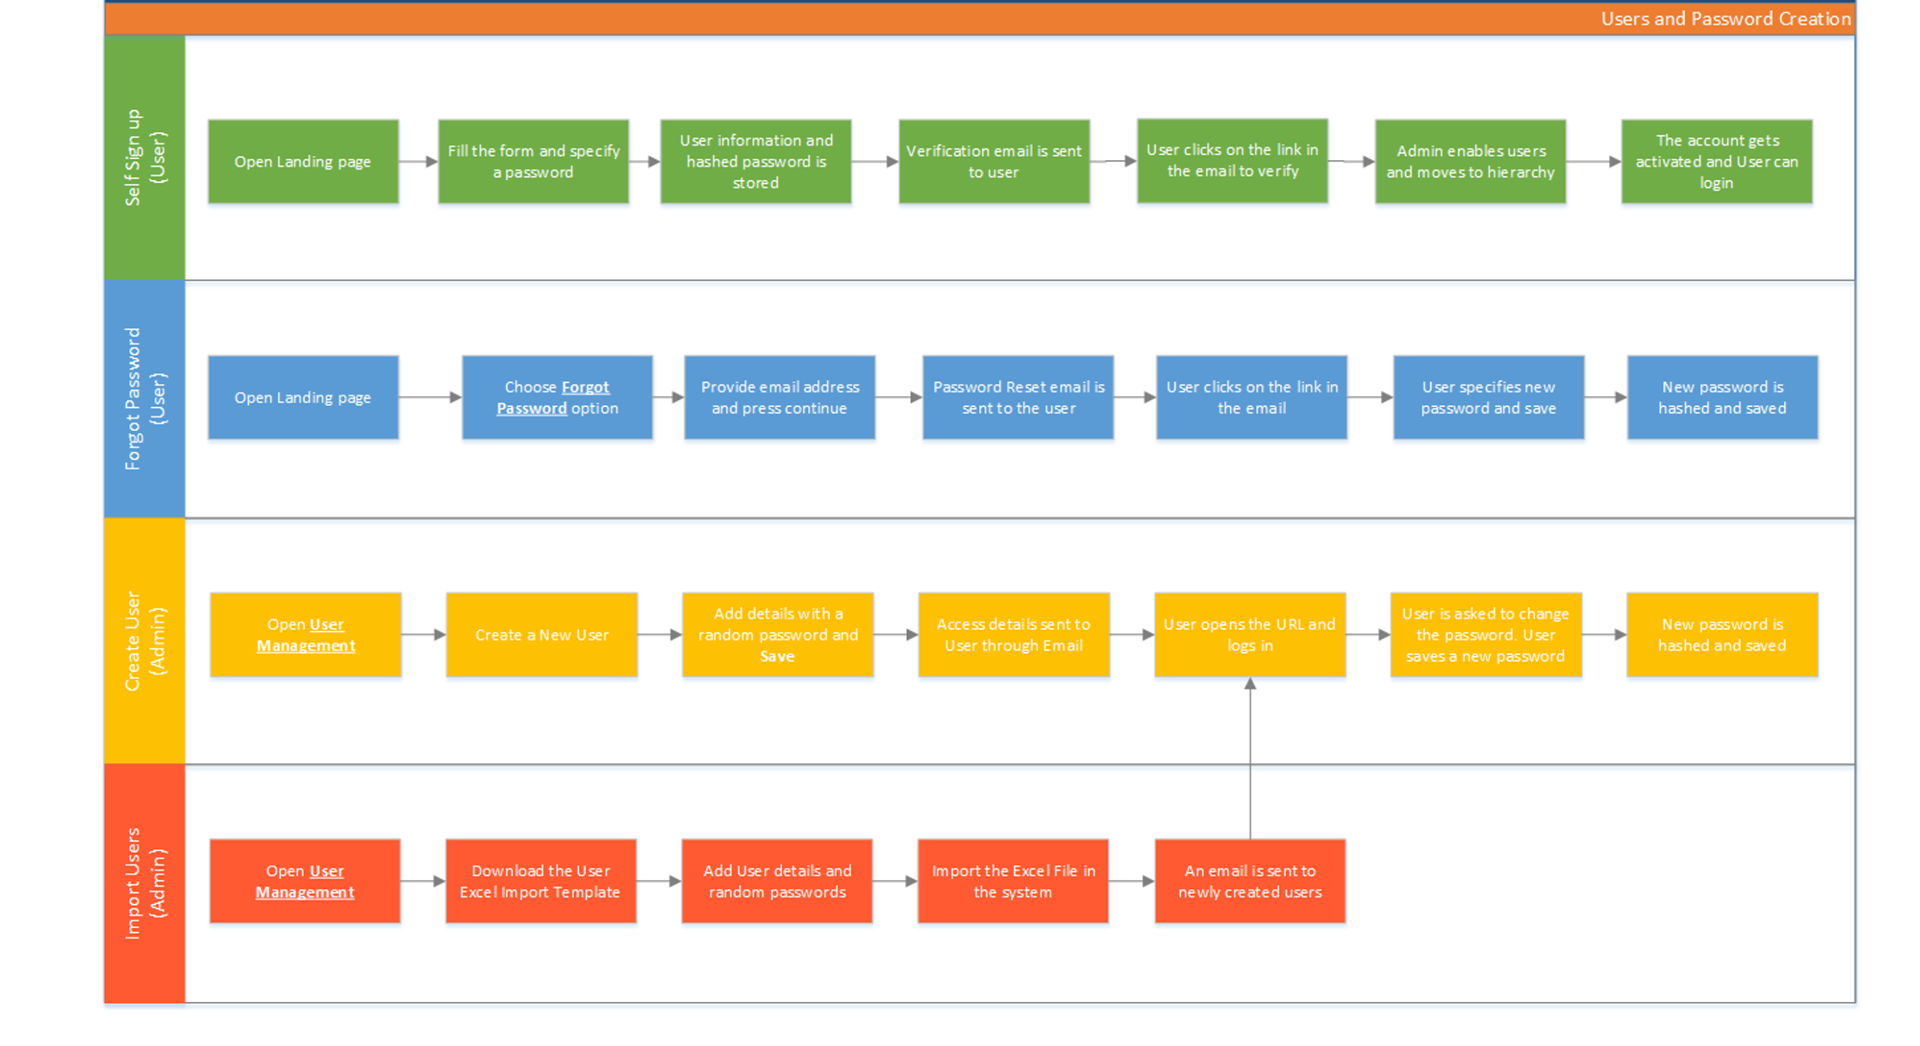 Users and Password Creation
Self Sign up
(User)
Open Landing page
Fill the form and specify
a password
User information and
hashed password is
stored
Verification email is sent
to user
User clicks on the link in
the email to verify
Admin enables users
and moves to hierarchy
The account gets
activated and User can
login
Forgot Password
(User)
Open Landing page
Choose Forgot
Password option
Provide email address
and press continue
Password Reset email is
sent to the user
User clicks on the link in
the email
User specifies new
password and save
New password is
hashed and saved
Create User
(Admin)
Open User
Management
Create a New User
Add details with a
random password and
Save
Access details sent to
User through Email
User opens the URL and
logs in
User is asked to change
the password. User
saves a new password
New password is
hashed and saved
Import Users
(Admin)
Open User
Management
Download the User
Excel Import Template
Add User details and
random passwords
Import the Excel File in
the system
An email is sent to
newly created users